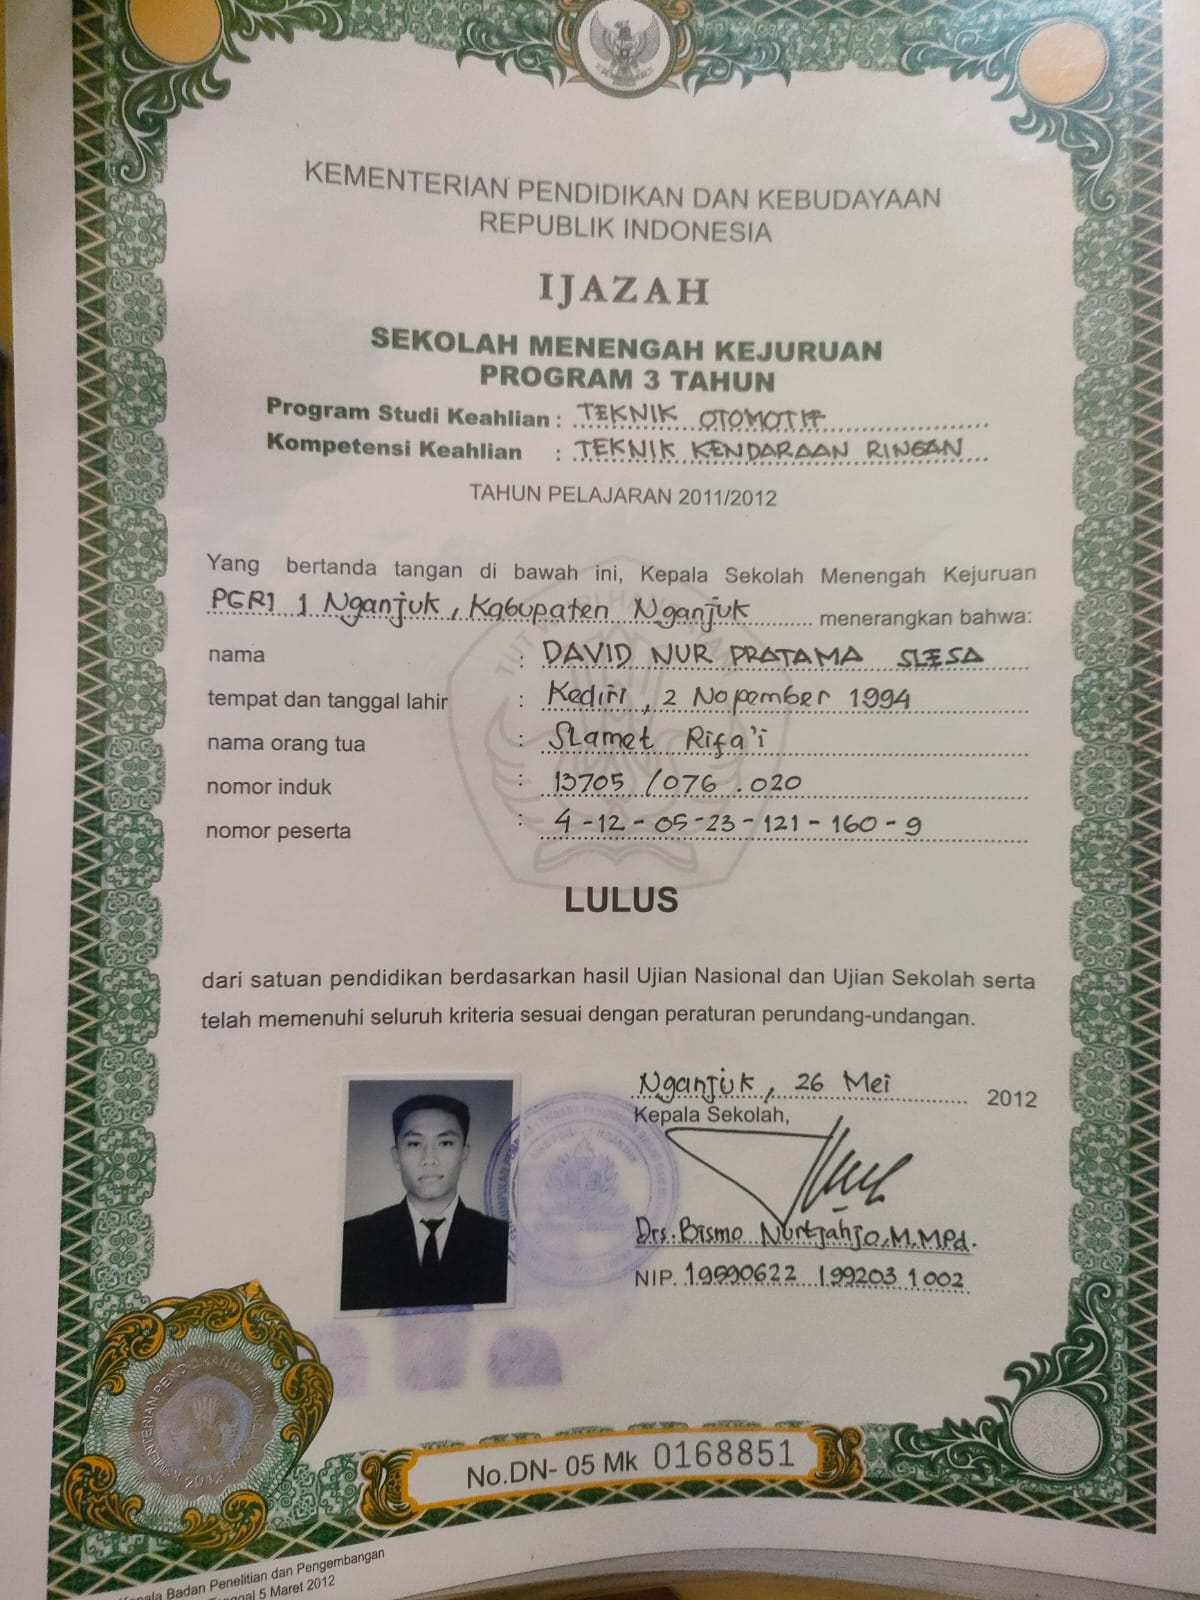 KEMENTERIAN PENDIDIKAN DAN KEBUDAYAAN
REPUBLIK INDONESIA
IJAZAH
SEKOLAH MENENGAH KEJURUAN
PROGRAM 3 TAHUN
Program Studi Keahlian : TEKNIK OTOMOTIF
Kompetensi Keahlian : TEKNIK KENDARAAN RINGAN
TAHUN PELAJARAN 2011/2012
Yang bertanda tangan di bawah ini, Kepala Sekolah Menengah Kejuruan
PGRI 1 Nganjuk, Kabupaten Nganjuk menerangkan bahwa:
nama : DAVID NUR PRATAMA SLESA
tempat dan tanggal lahir : Kediri, 2 Nopember 1994
nama orang tua : Slamet Rifa'i
nomor induk : 13705 /076.020
nomor peserta : 4-12-05-23-121-160-9
LULUS
dari satuan pendidikan berdasarkan hasil Ujian Nasional dan Ujian Sekolah serta
telah memenuhi seluruh kriteria sesuai dengan peraturan perundang-undangan.
Nganjuk, 26 Mei 2012
Kepala Sekolah,
Drs. Bismo Nurtjahjo, M.MPd.
NIP. 19590622 199203 1 002
No.DN- 05 Mk 0168851
Kepala Badan Penelitian dan Pengembangan
5 Maret 2012